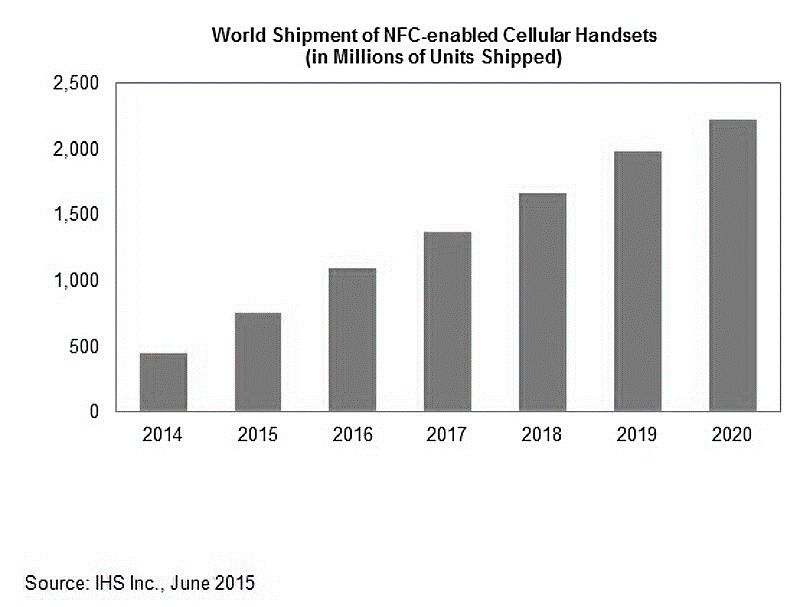 World Shipment of NFC-enabled Cellular Handsets
(in Millions of Units Shipped)
2,500
2,000
1,500
1,000
500
0
2014 2015 2016 2017 2018 2019 2020
Source: IHS Inc., June 2015